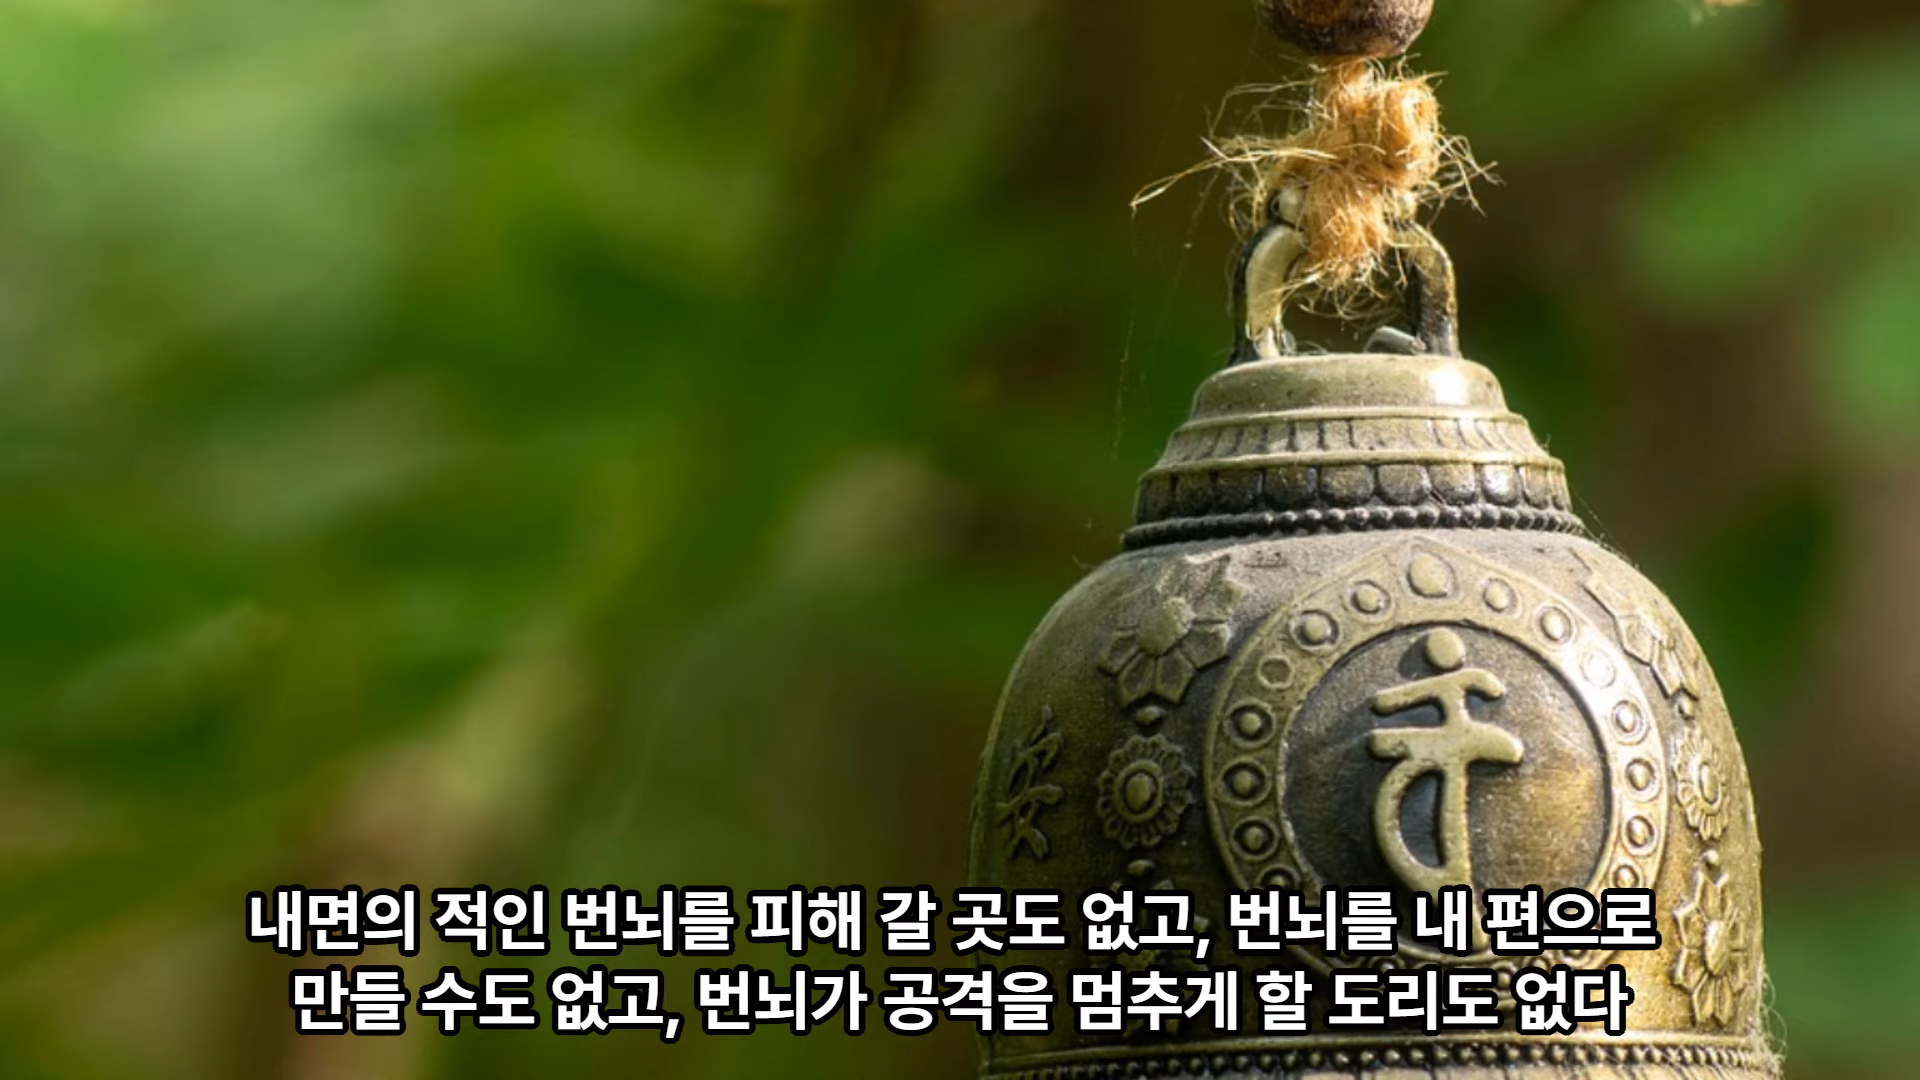 내면의 적인 번뇌를 피해 갈 곳도 없고, 번뇌를 내 편으로
만들 수도 없고, 번뇌가 공격을 멈추게 할 도리도 없다